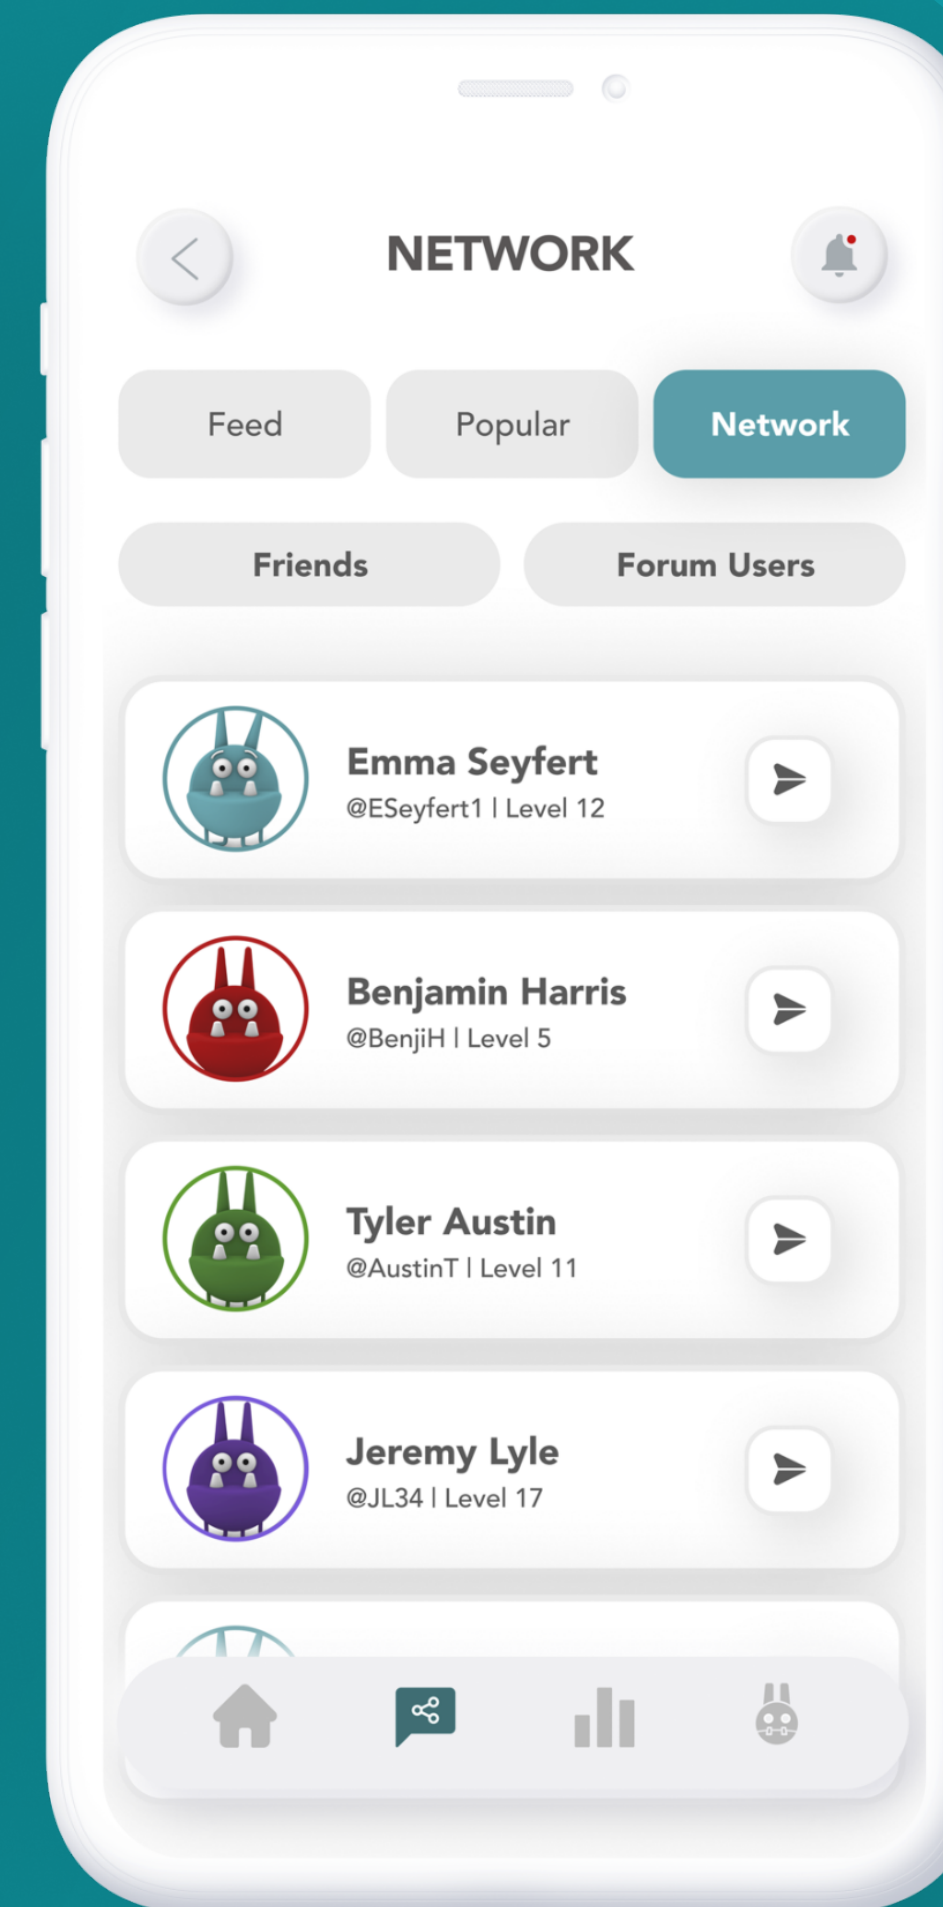 NETWORK
Feed
Popular
Network
Friends
Forum Users
Emma Seyfert
@ESeyfert1 | Level 12
Benjamin Harris
@BenjiH | Level 5
Tyler Austin
@AustinT | Level 11
Jeremy Lyle
@JL34 | Level 17